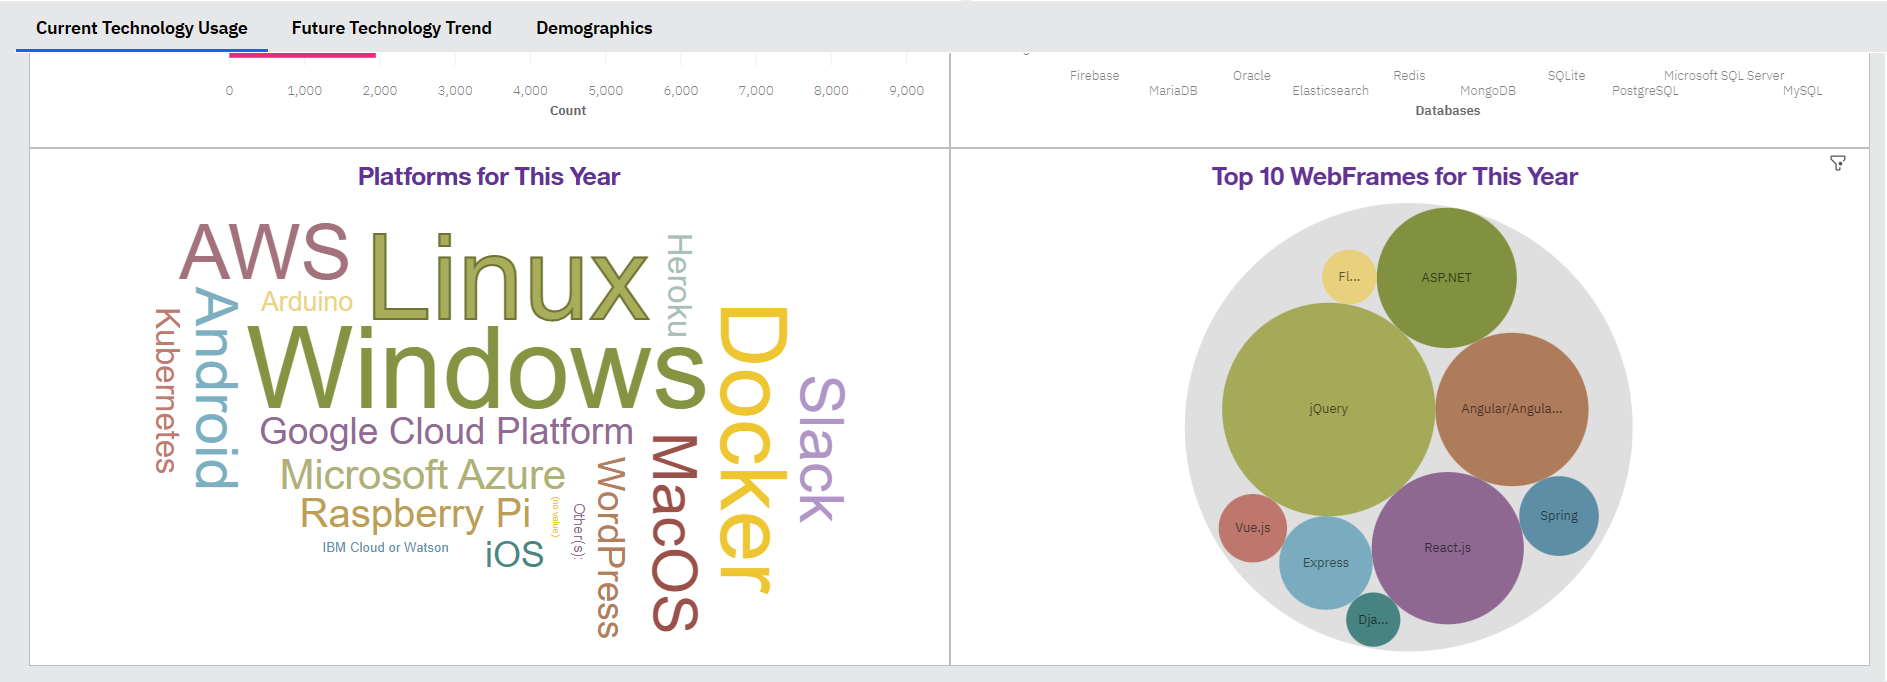 Current Technology Usage
Future Technology Trend
Demographics
0 1,000 2,000 3,000 4,000 5,000 6,000 7,000 8,000 9,000
Count
Firebase
MariaDB
Oracle
Elasticsearch
Redis
MongoDB
SQLite
PostgreSQL
Microsoft SQL Server
MySQL
Databases
Platforms for This Year
AWS
Linux
Heroku
Arduino
Android
Kubernetes
Windows
Docker
Slack
Google Cloud Platform
MacOS
Microsoft Azure
WordPress
Raspberry Pi
(no value)
Other(s):
IBM Cloud or Watson
iOS
Top 10 WebFrames for This Year
Fl...
ASP.NET
jQuery
Angular/Angula...
Vue.js
Spring
React.js
Express
Dja...